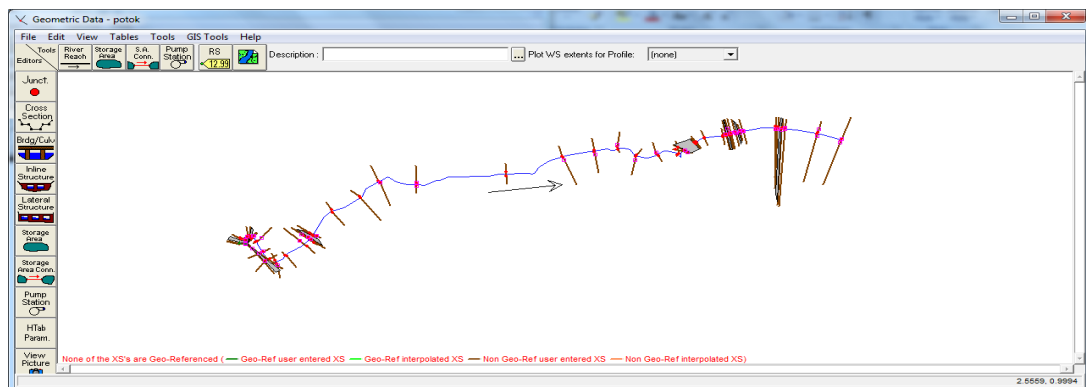 Geometric Data - potok
File Edit View Tables Tools GIS Tools Help
Tools
Editors
River Reach
Storage Area
S.A. Conn.
Pump Station
RS
12.99
Description :
...
Plot WS extents for Profile:
(none)
Junct.
Cross Section
Brdg/Culv
Inline Structure
Lateral Structure
Storage Area
Storage Area Conn.
Pump Station
HTab Param.
View Picture
None of the XS's are Geo-Referenced ( Geo-Ref user entered XS Geo-Ref interpolated XS Non Geo-Ref user entered XS Non Geo-Ref interpolated XS)
2.5559, 0.9994